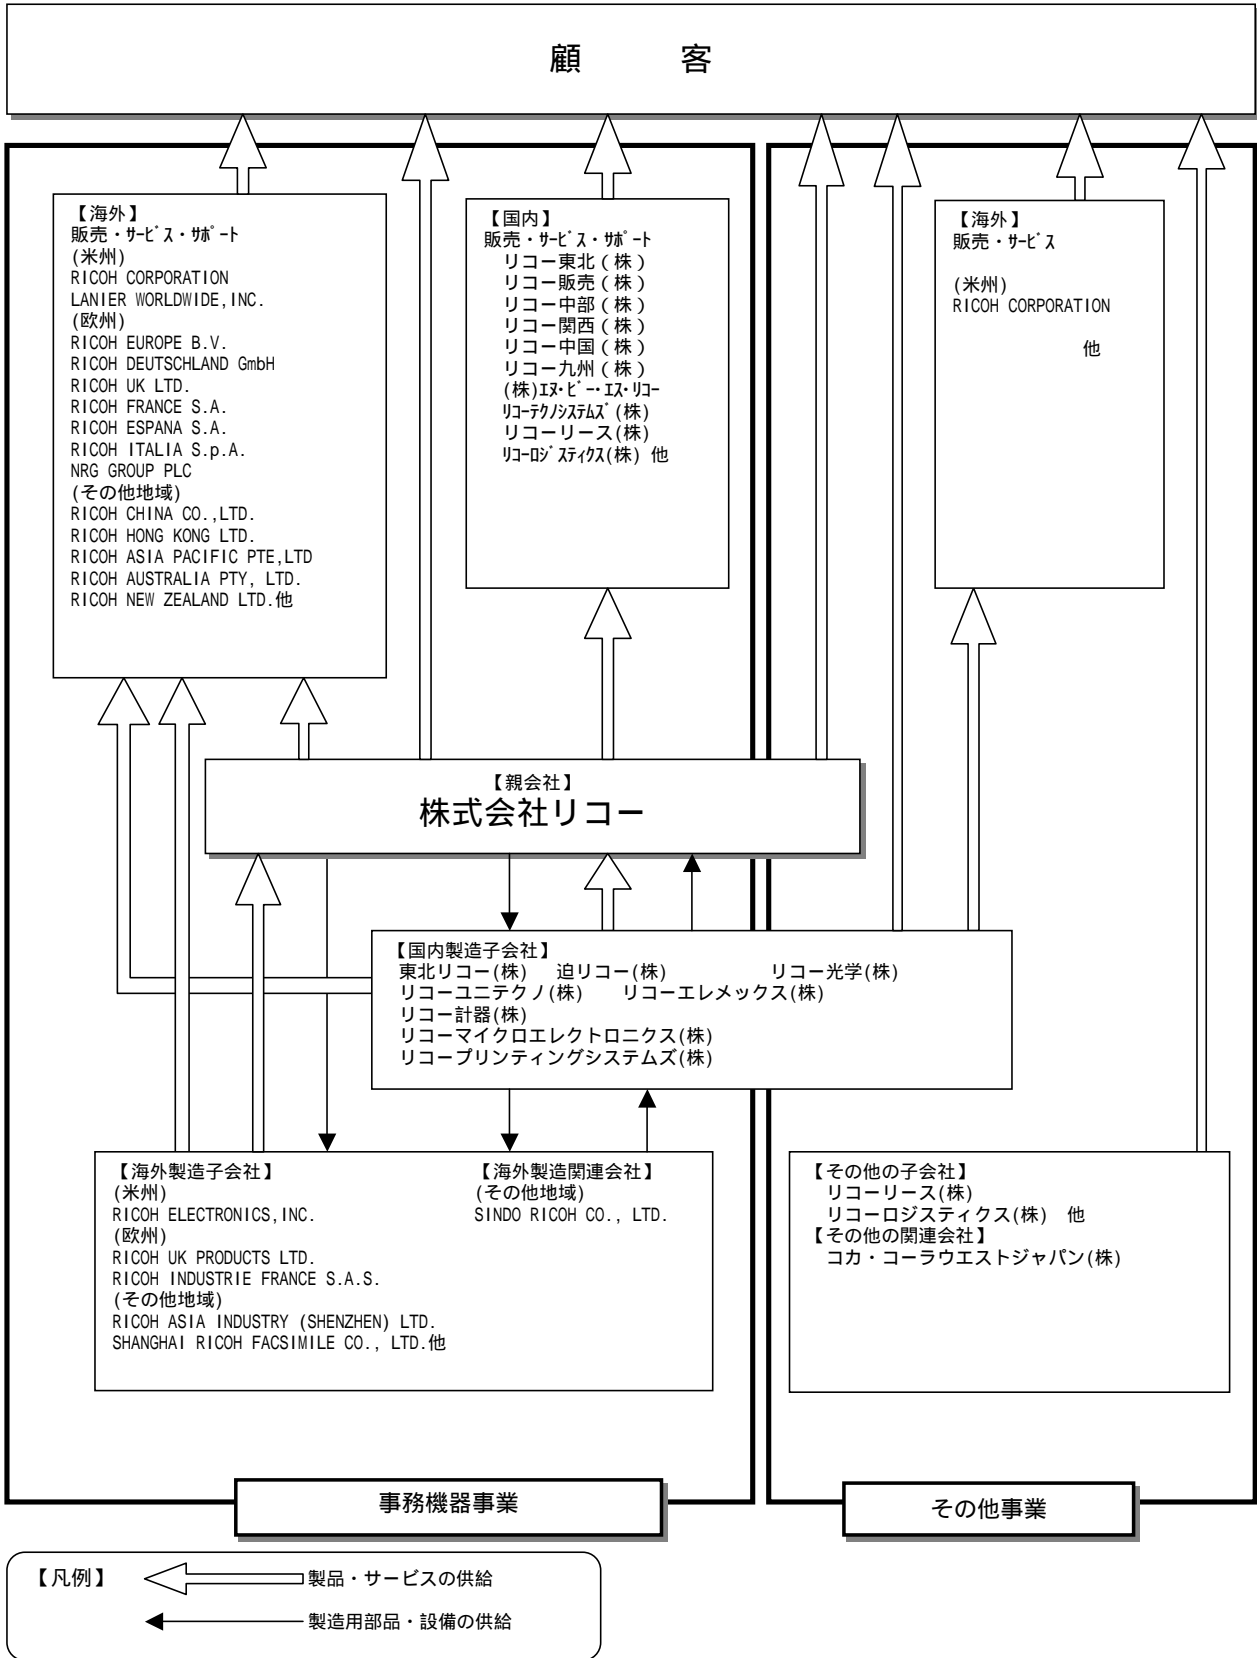 顧　客
【海外】
販売・サービス・サポート
(米州)
RICOH CORPORATION
LANIER WORLDWIDE,INC.
(欧州)
RICOH EUROPE B.V.
RICOH DEUTSCHLAND GmbH
RICOH UK LTD.
RICOH FRANCE S.A.
RICOH ESPANA S.A.
RICOH ITALIA S.p.A.
NRG GROUP PLC
(その他地域)
RICOH CHINA CO.,LTD.
RICOH HONG KONG LTD.
RICOH ASIA PACIFIC PTE,LTD
RICOH AUSTRALIA PTY, LTD.
RICOH NEW ZEALAND LTD.他
【国内】
販売・サービス・サポート
リコー東北（株）
リコー販売（株）
リコー中部（株）
リコー関西（株）
リコー中国（株）
リコー九州（株）
(株)エヌ・ビー・エス・リコー
リコーテクノシステムズ(株)
リコーリース(株)
リコーロジスティクス(株) 他
【海外】
販売・サービス
(米州)
RICOH CORPORATION
他
【親会社】
株式会社リコー
【国内製造子会社】
東北リコー(株)　迫リコー(株)　リコー光学(株)
リコーユニテクノ(株)　リコーエレメックス(株)
リコー計器(株)
リコーマイクロエレクトロニクス(株)
リコープリンティングシステムズ(株)
【海外製造子会社】
(米州)
RICOH ELECTRONICS,INC.
(欧州)
RICOH UK PRODUCTS LTD.
RICOH INDUSTRIE FRANCE S.A.S.
(その他地域)
RICOH ASIA INDUSTRY (SHENZHEN) LTD.
SHANGHAI RICOH FACSIMILE CO., LTD.他
【海外製造関連会社】
(その他地域)
SINDO RICOH CO., LTD.
【その他の子会社】
リコーリース(株)
リコーロジスティクス(株)　他
【その他の関連会社】
コカ・コーラウエストジャパン(株)
事務機器事業
その他事業
【凡例】
製品・サービスの供給
製造用部品・設備の供給